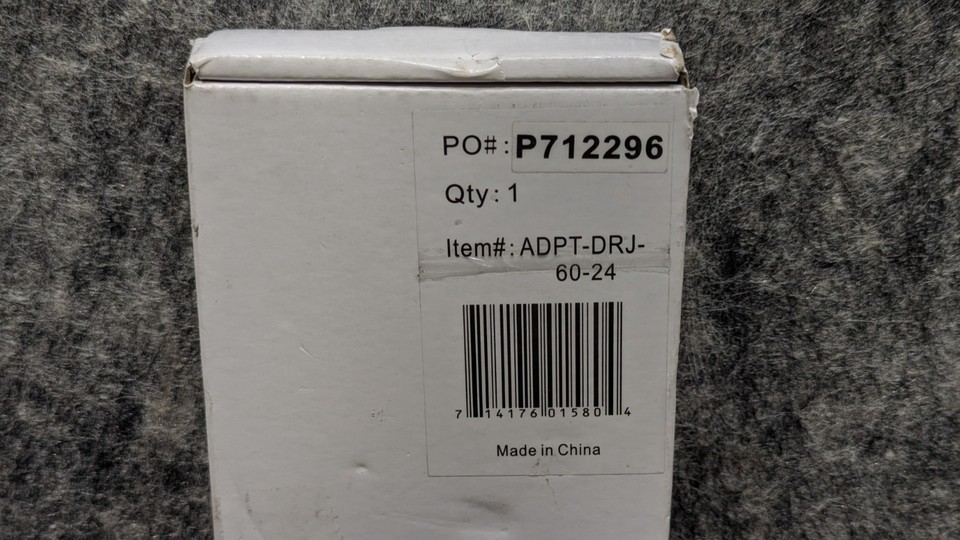 PO#: P712296
Qty: 1
Item#: ADPT-DRJ-
60-24
7 14176 01580 4
Made in China